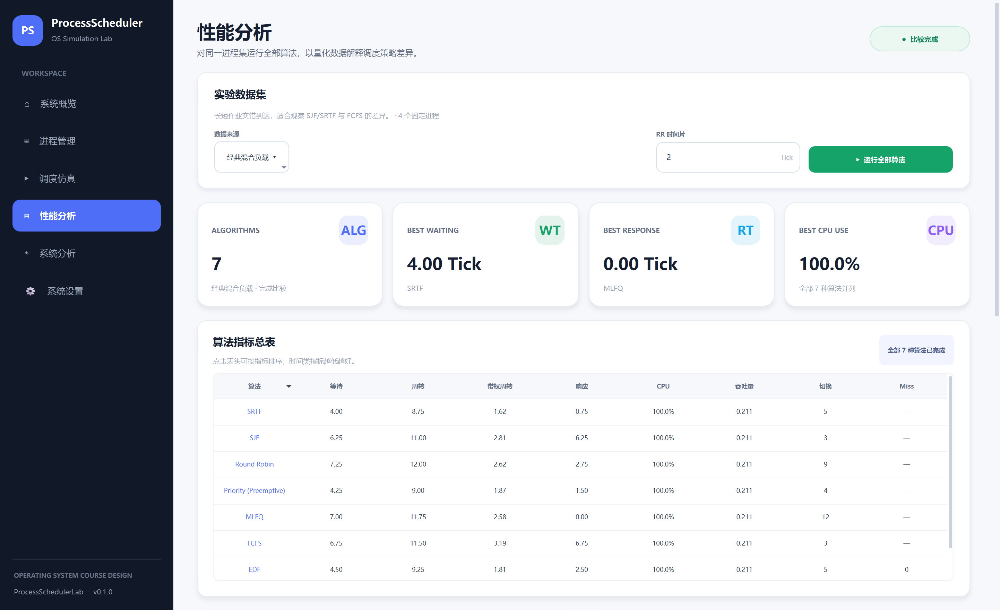 PS
ProcessScheduler
OS Simulation Lab
WORKSPACE
系统概览
进程管理
调度仿真
性能分析
系统分析
系统设置
OPERATING SYSTEM COURSE DESIGN
ProcessSchedulerLab · v0.1.0
性能分析
对同一进程集运行全部算法，以量化数据解释调度策略差异。
● 比较完成
实验数据集
长短作业交错到达，适合观察 SJF/SRTF 与 FCFS 的差异。 · 4 个固定进程
数据来源
经典混合负载 ▾
RR 时间片
2 Tick
▸ 运行全部算法
ALGORITHMS ALG
7
经典混合负载 · 完成比较
BEST WAITING WT
4.00 Tick
SRTF
BEST RESPONSE RT
0.00 Tick
MLFQ
BEST CPU USE CPU
100.0%
全部 7 种算法并列
算法指标总表
点击表头可按指标排序；时间类指标越低越好。
全部 7 种算法已完成
算法 等待 周转 带权周转 响应 CPU 吞吐量 切换 Miss
SRTF 4.00 8.75 1.62 0.75 100.0% 0.211 5 —
SJF 6.25 11.00 2.81 6.25 100.0% 0.211 3 —
Round Robin 7.25 12.00 2.62 2.75 100.0% 0.211 9 —
Priority (Preemptive) 4.25 9.00 1.87 1.50 100.0% 0.211 4 —
MLFQ 7.00 11.75 2.58 0.00 100.0% 0.211 12 —
FCFS 6.75 11.50 3.19 6.75 100.0% 0.211 3 —
EDF 4.50 9.25 1.81 2.50 100.0% 0.211 5 0